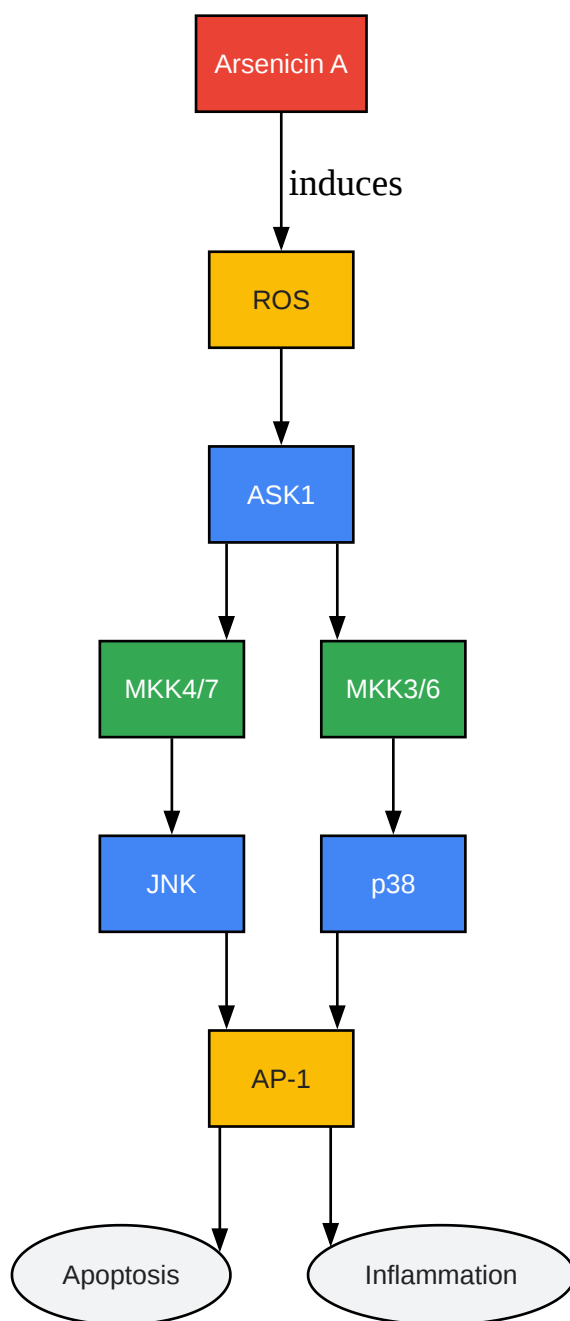 Arsenicin A
induces
ROS
ASK1
MKK4/7
MKK3/6
JNK
p38
AP-1
Apoptosis
Inflammation